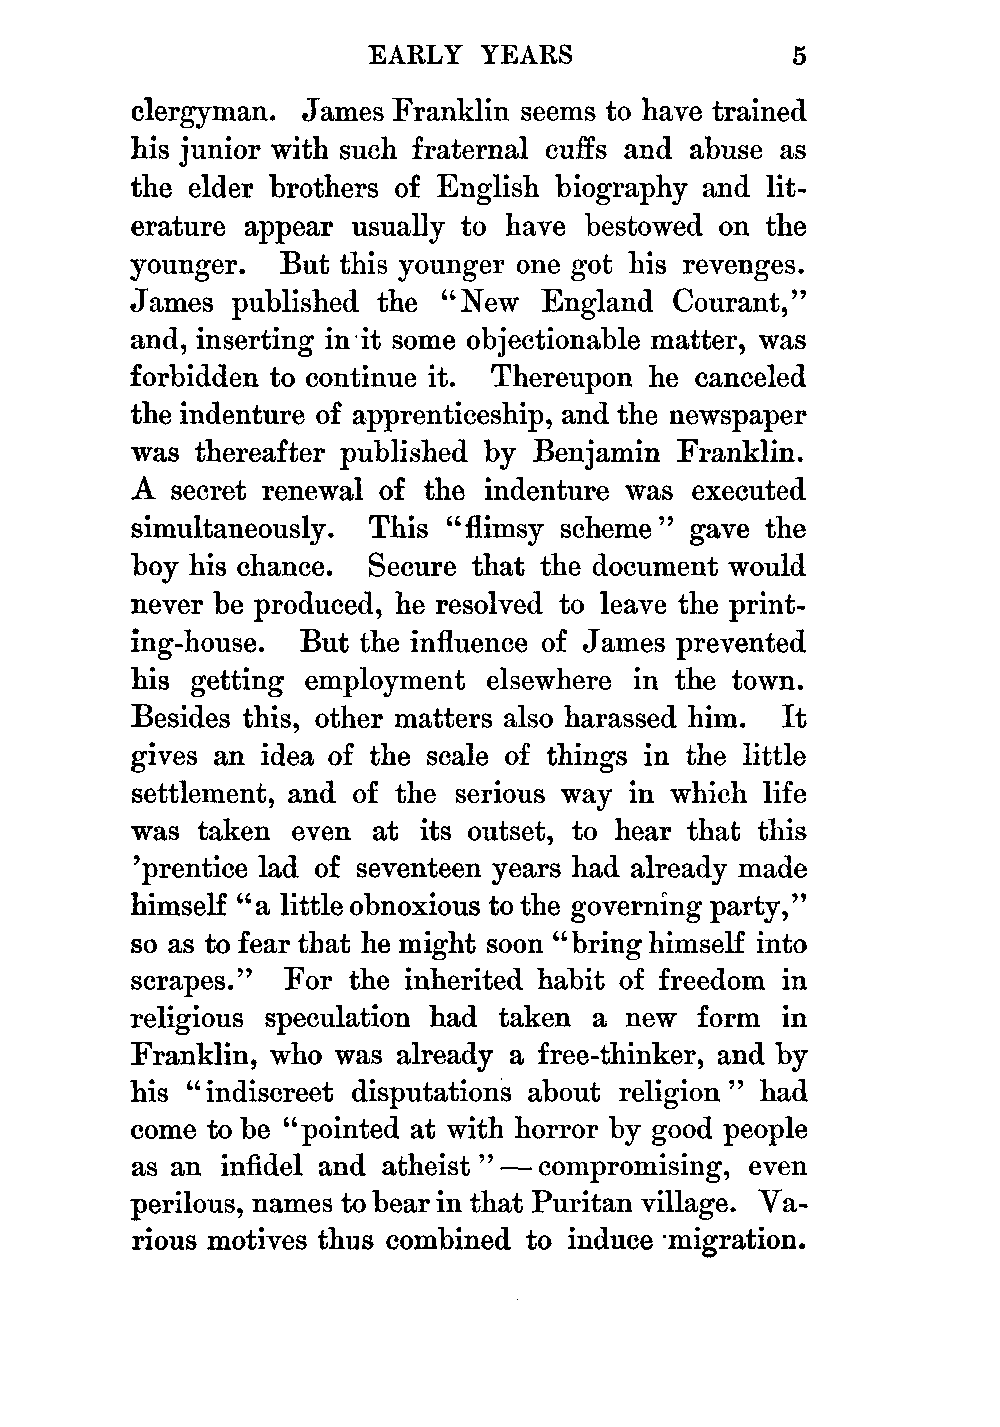 EARLY YEARS 5
clergyman. James Franklin seems to have trained
his junior with such fraternal cuffs and abuse as
the elder brothers of English biography and lit-
erature appear usually to have bestowed on the
younger. But this younger one got his revenges.
James published the “New England Courant,”
and, inserting in it some objectionable matter, was
forbidden to continue it. Thereupon he canceled
the indenture of apprenticeship, and the newspaper
was thereafter published by Benjamin Franklin.
A secret renewal of the indenture was executed
simultaneously. This “flimsy scheme” gave the
boy his chance. Secure that the document would
never be produced, he resolved to leave the print-
ing-house. But the influence of James prevented
his getting employment elsewhere in the town.
Besides this, other matters also harassed him. It
gives an idea of the scale of things in the little
settlement, and of the serious way in which life
was taken even at its outset, to hear that this
’prentice lad of seventeen years had already made
himself “a little obnoxious to the governing party,”
so as to fear that he might soon “bring himself into
scrapes.” For the inherited habit of freedom in
religious speculation had taken a new form in
Franklin, who was already a free-thinker, and by
his “indiscreet disputations about religion” had
come to be “pointed at with horror by good people
as an infidel and atheist”—compromising, even
perilous, names to bear in that Puritan village. Va-
rious motives thus combined to induce migration.